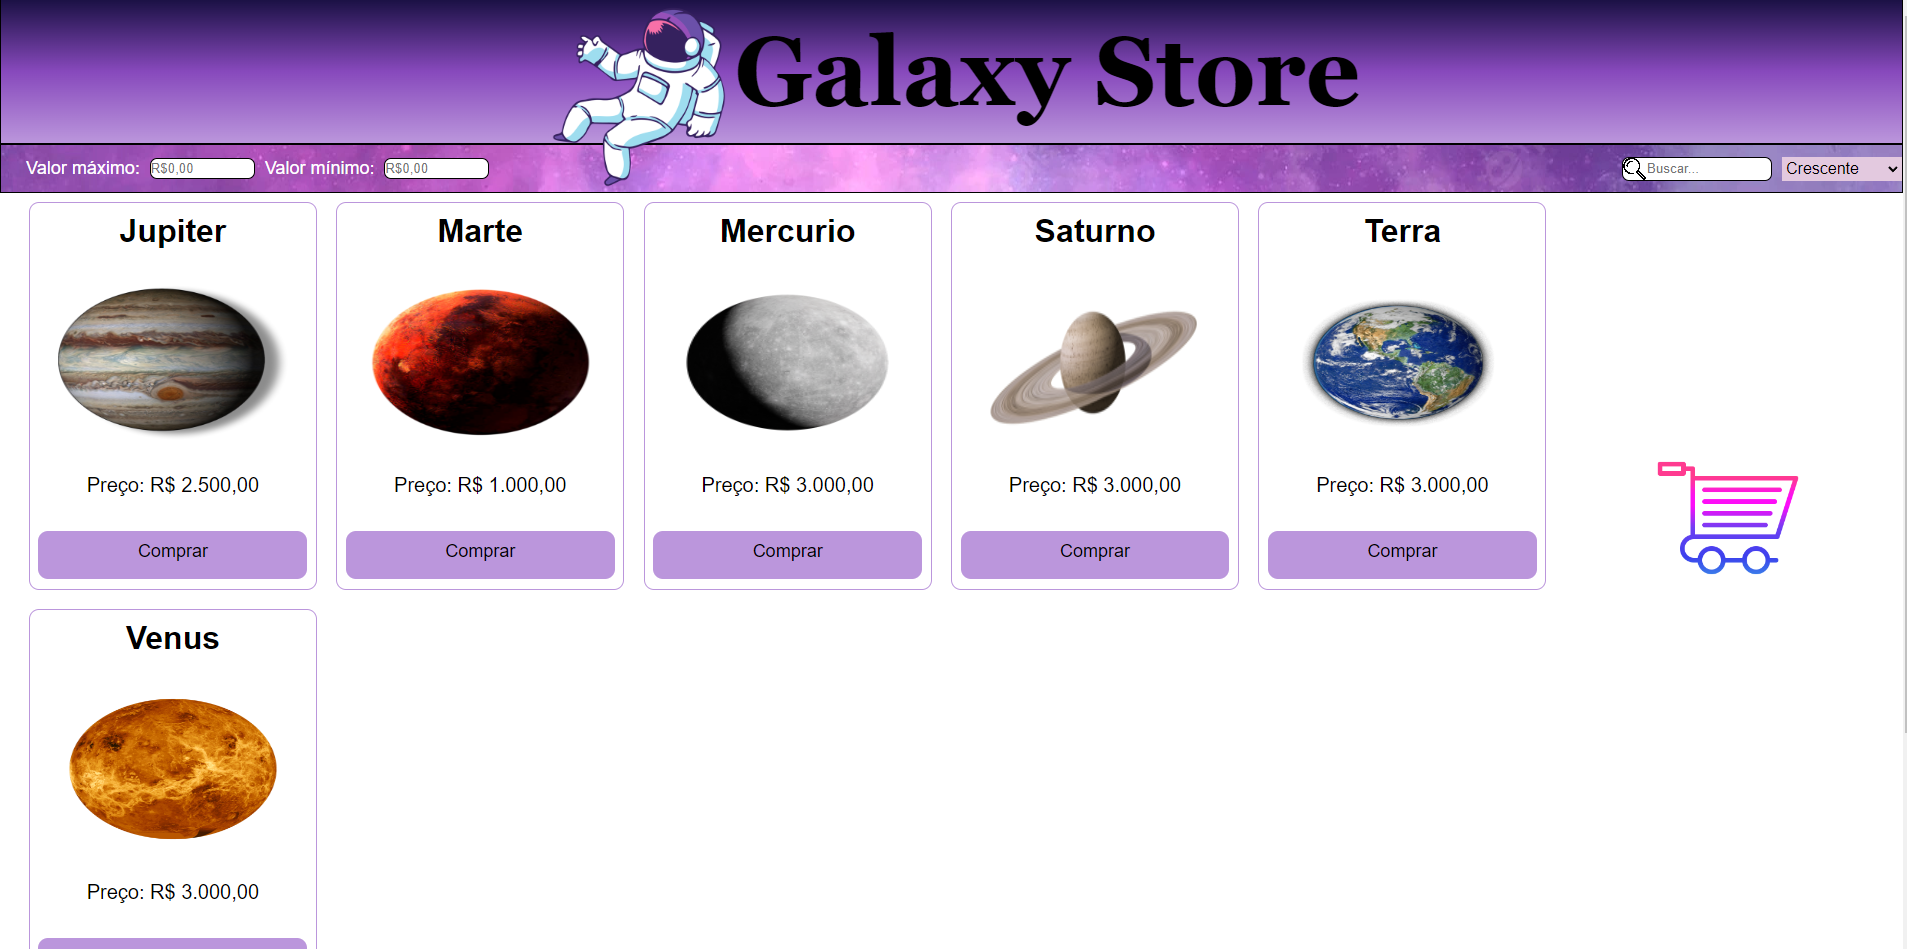 Galaxy Store
Valor máximo: R$0,00 Valor mínimo: R$0,00 Buscar... Crescente
Jupiter
Preço: R$ 2.500,00
Comprar
Marte
Preço: R$ 1.000,00
Comprar
Mercurio
Preço: R$ 3.000,00
Comprar
Saturno
Preço: R$ 3.000,00
Comprar
Terra
Preço: R$ 3.000,00
Comprar
Venus
Preço: R$ 3.000,00